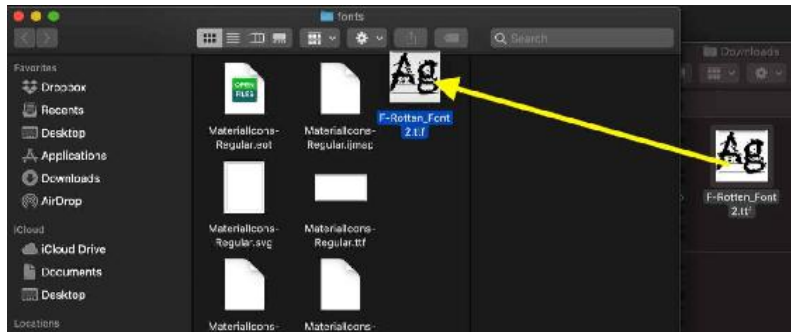 fonts
Search
Downloads
Favorites
Dropbox
Recents
Desktop
Applications
Downloads
AirDrop
iCloud
iCloud Drive
Documents
Desktop
Locations
OPEN
FILES
MaterialIcons-
Regular.eot
MaterialIcons-
Regular.ijmap
Ag
F-Rotten_Font
2.ttf
MaterialIcons-
Regular.svg
MaterialIcons-
Regular.ttf
MaterialIcons-
MaterialIcons-
Ag
F-Rotten_Font
2.ttf